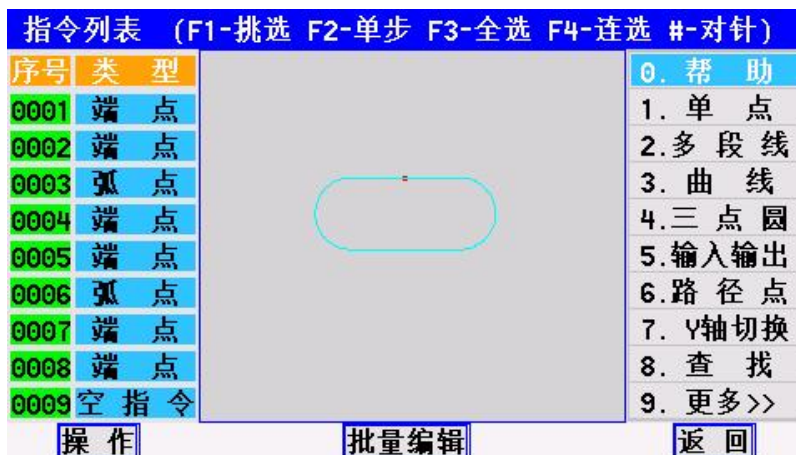 指令列表 (F1-挑选 F2-单步 F3-全选 F4-连选 #-对针)
序号 类 型
0001 端 点
0002 端 点
0003 弧 点
0004 端 点
0005 端 点
0006 弧 点
0007 端 点
0008 端 点
0009 空 指 令
0. 帮 助
1. 单 点
2.多 段 线
3. 曲 线
4.三 点 圆
5.输入输出
6.路 径 点
7. Y轴切换
8. 查 找
9. 更多>>
操 作
批量编辑
返 回